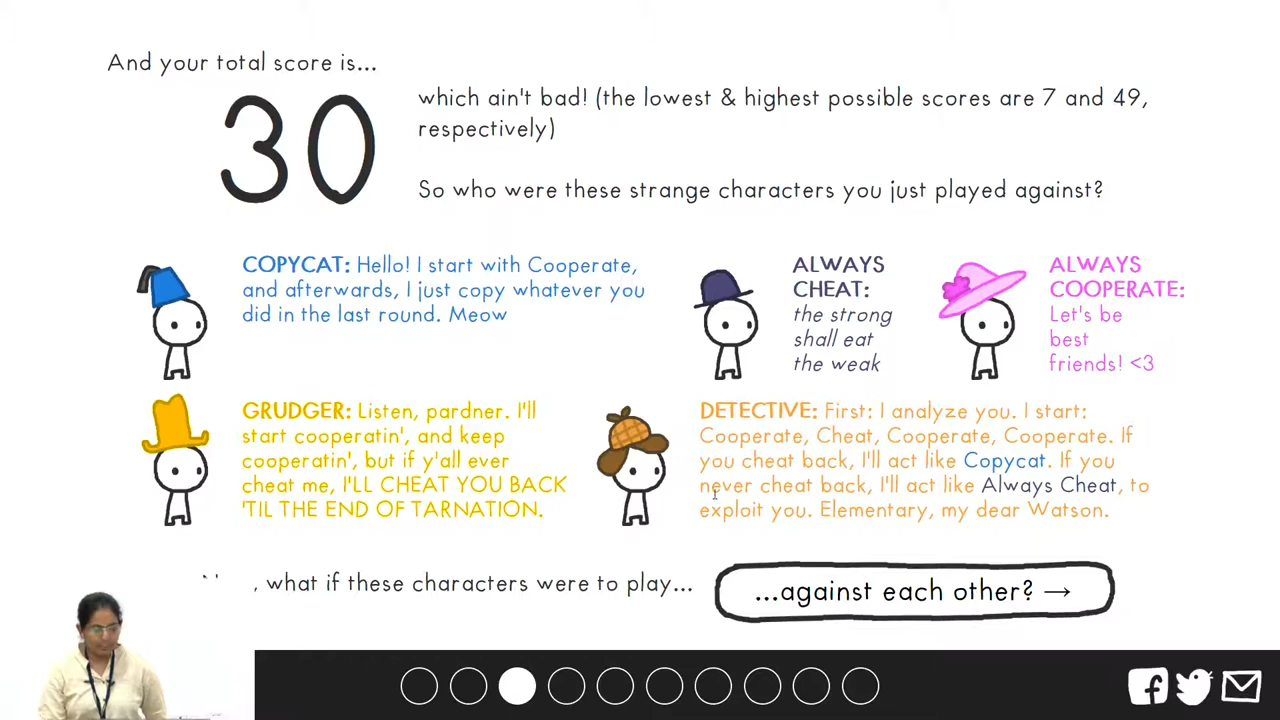 And your total score is...
30
which ain't bad! (the lowest & highest possible scores are 7 and 49,
respectively)
So who were these strange characters you just played against?
COPYCAT: Hello! I start with Cooperate,
and afterwards, I just copy whatever you
did in the last round. Meow
ALWAYS
CHEAT:
the strong
shall eat
the weak
ALWAYS
COOPERATE:
Let's be
best
friends! <3
GRUDGER: Listen, pardner. I'll
start cooperatin', and keep
cooperatin', but if y'all ever
cheat me, I'LL CHEAT YOU BACK
'TIL THE END OF TARNATION.
DETECTIVE: First: I analyze you. I start:
Cooperate, Cheat, Cooperate, Cooperate. If
you cheat back, I'll act like Copycat. If you
never cheat back, I'll act like Always Cheat, to
exploit you. Elementary, my dear Watson.
, what if these characters were to play...
...against each other? →